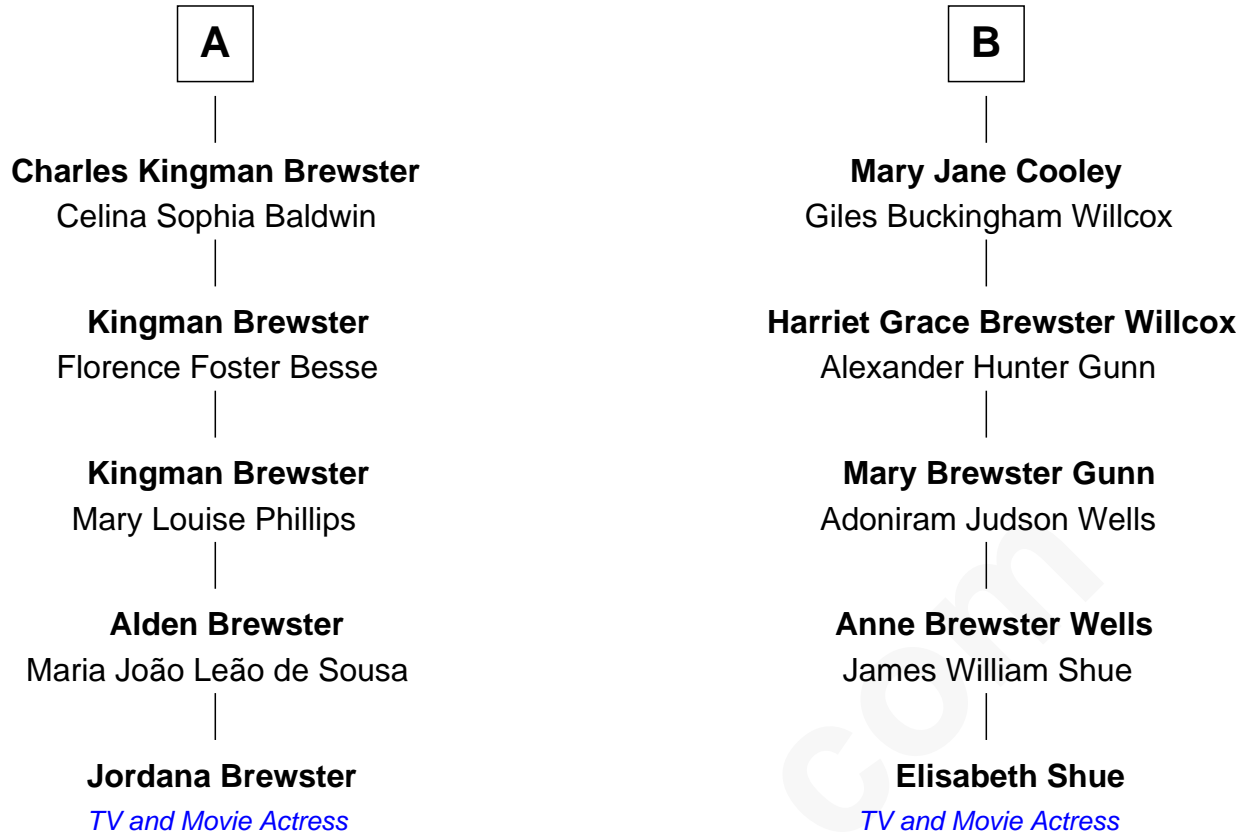 A
Charles Kingman Brewster
Celina Sophia Baldwin
Kingman Brewster
Florence Foster Besse
Kingman Brewster
Mary Louise Phillips
Alden Brewster
Maria João Leão de Sousa
Jordana Brewster
TV and Movie Actress
B
Mary Jane Cooley
Giles Buckingham Willcox
Harriet Grace Brewster Willcox
Alexander Hunter Gunn
Mary Brewster Gunn
Adoniram Judson Wells
Anne Brewster Wells
James William Shue
Elisabeth Shue
TV and Movie Actress
com